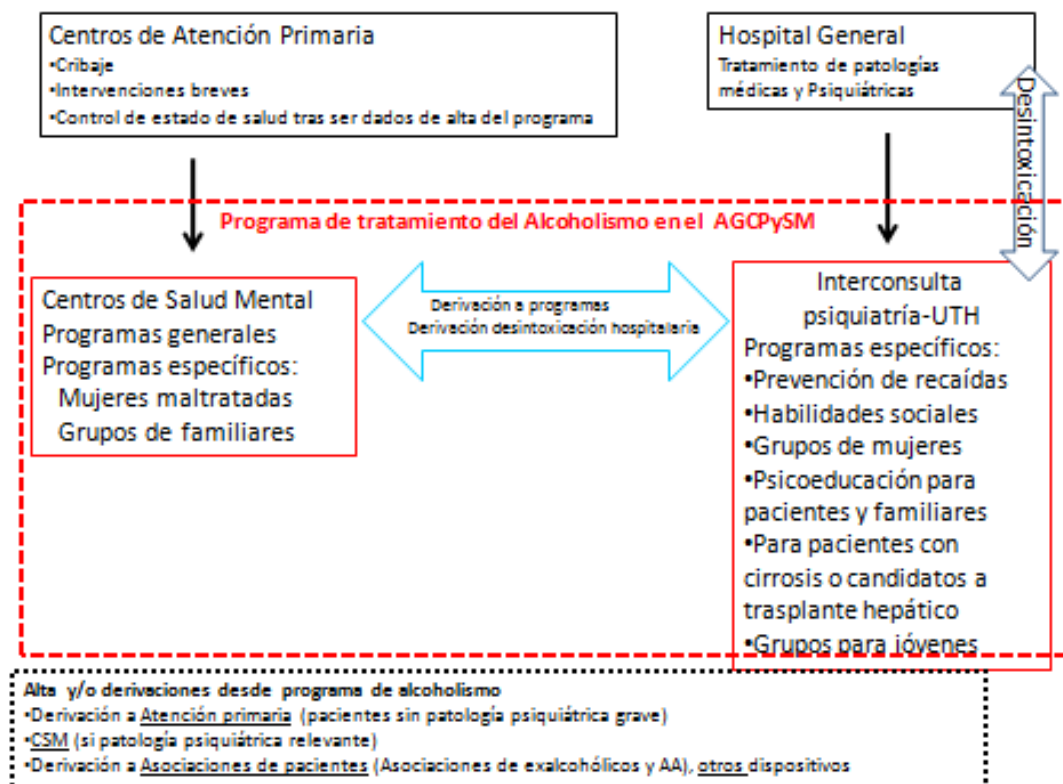 Centros de Atención Primaria
•Cribaje
•Intervenciones breves
•Control de estado de salud tras ser dados de alta del programa
Hospital General
Tratamiento de patologías
médicas y Psiquiátricas
Desintoxicación
Programa de tratamiento del Alcoholismo en el AGCPySM
Centros de Salud Mental
Programas generales
Programas específicos:
Mujeres maltratadas
Grupos de familiares
Derivación a programas
Derivación desintoxicación hospitalaria
Interconsulta
psiquiatría-UTH
Programas específicos:
•Prevención de recaídas
•Habilidades sociales
•Grupos de mujeres
•Psicoeducación para
pacientes y familiares
•Para pacientes con
cirrosis o candidatos a
trasplante hepático
•Grupos para jóvenes
Alta y/o derivaciones desde programa de alcoholismo
•Derivación a Atención primaria (pacientes sin patología psiquiátrica grave)
•CSM (si patología psiquiátrica relevante)
•Derivación a Asociaciones de pacientes (Asociaciones de exalcohólicos y AA), otros dispositivos